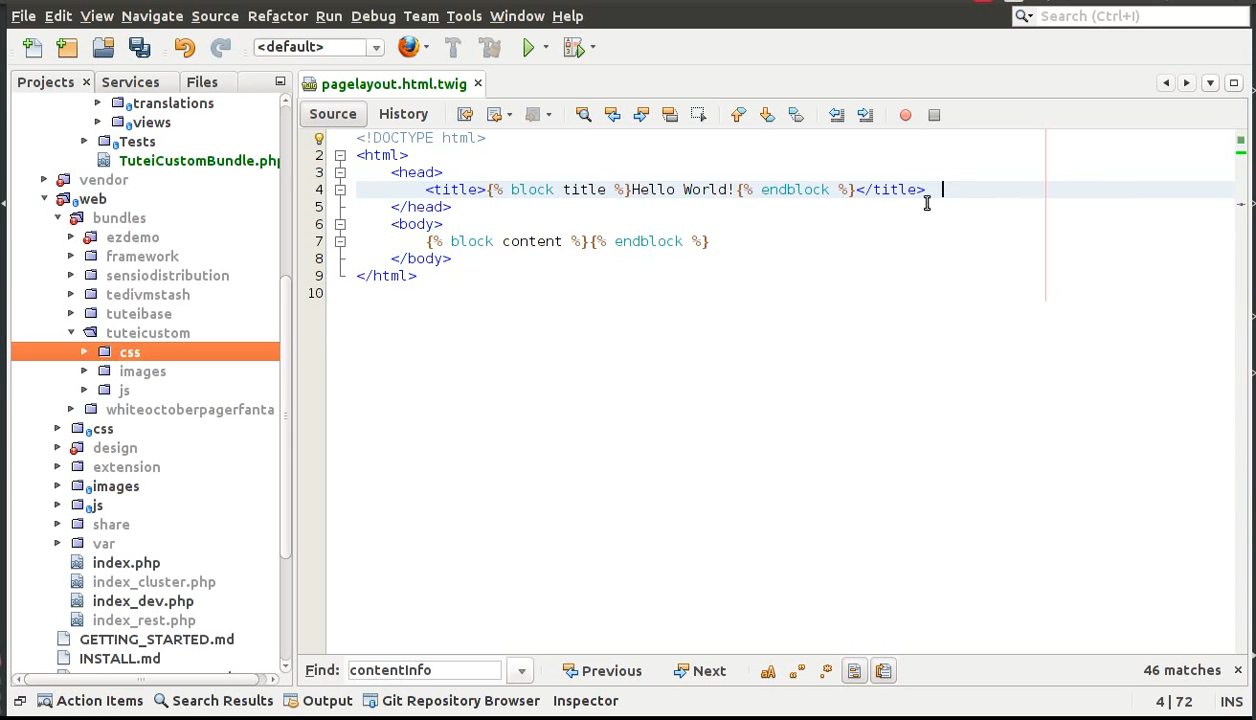 File Edit View Navigate Source Refactor Run Debug Team Tools Window Help
Search (Ctrl+I)
<default>
Projects Services Files
pagelayout.html.twig
Source History
translations
views
Tests
TuteiCustomBundle.php
vendor
web
bundles
ezdemo
framework
sensiodistribution
tedivmstash
tuteibase
tuteicustom
css
images
js
whiteoctoberpagerfanta
css
design
extension
images
js
share
var
index.php
index_cluster.php
index_dev.php
index_rest.php
GETTING_STARTED.md
INSTALL.md
<!DOCTYPE html>
2 <html>
3 <head>
4 <title>{% block title %}Hello World!{% endblock %}</title>
5 </head>
6 <body>
7 {% block content %}{% endblock %}
8 </body>
9 </html>
10
Find: contentInfo Previous Next aA 46 matches
Action Items Search Results Output Git Repository Browser Inspector 4|72 INS